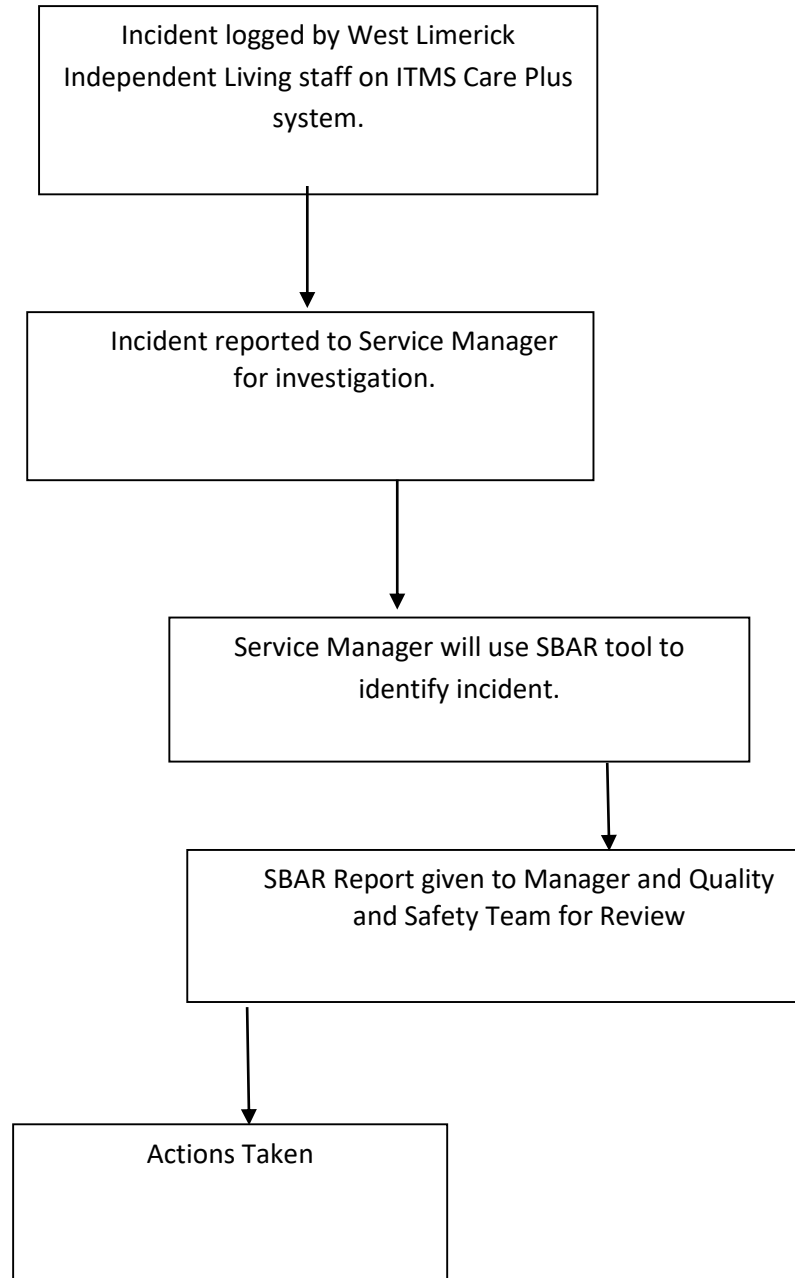 Incident logged by West Limerick
Independent Living staff on ITMS Care Plus
system.
Incident reported to Service Manager
for investigation.
Service Manager will use SBAR tool to
identify incident.
SBAR Report given to Manager and Quality
and Safety Team for Review
Actions Taken